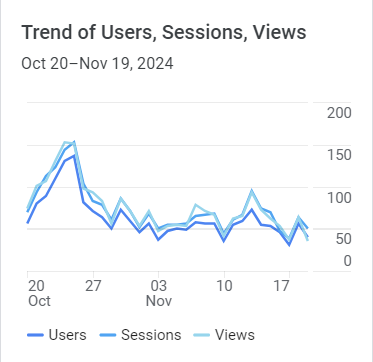 Trend of Users, Sessions, Views
Oct 20–Nov 19, 2024
200
150
100
50
0
20 27 03 10 17
Oct Nov
Users Sessions Views